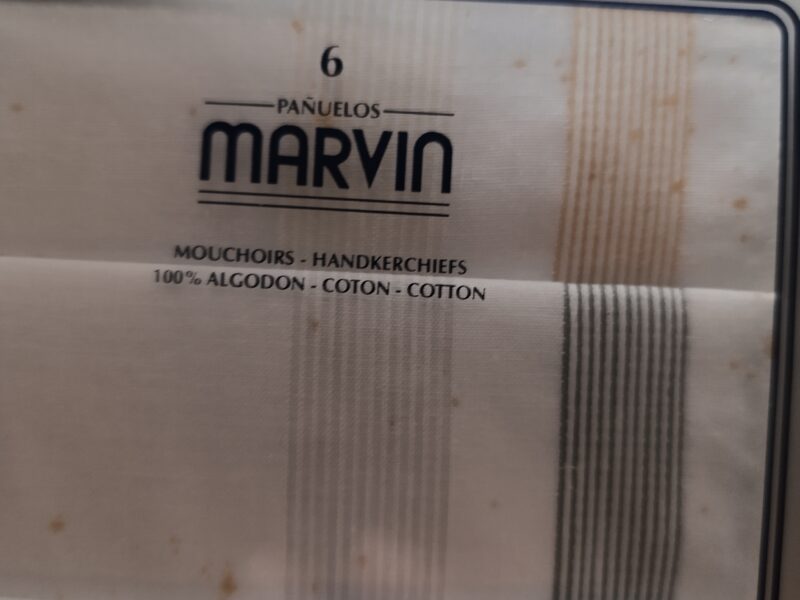 6
PAÑUELOS
MARVIN
MOUCHOIRS - HANDKERCHIEFS
100% ALGODON - COTON - COTTON